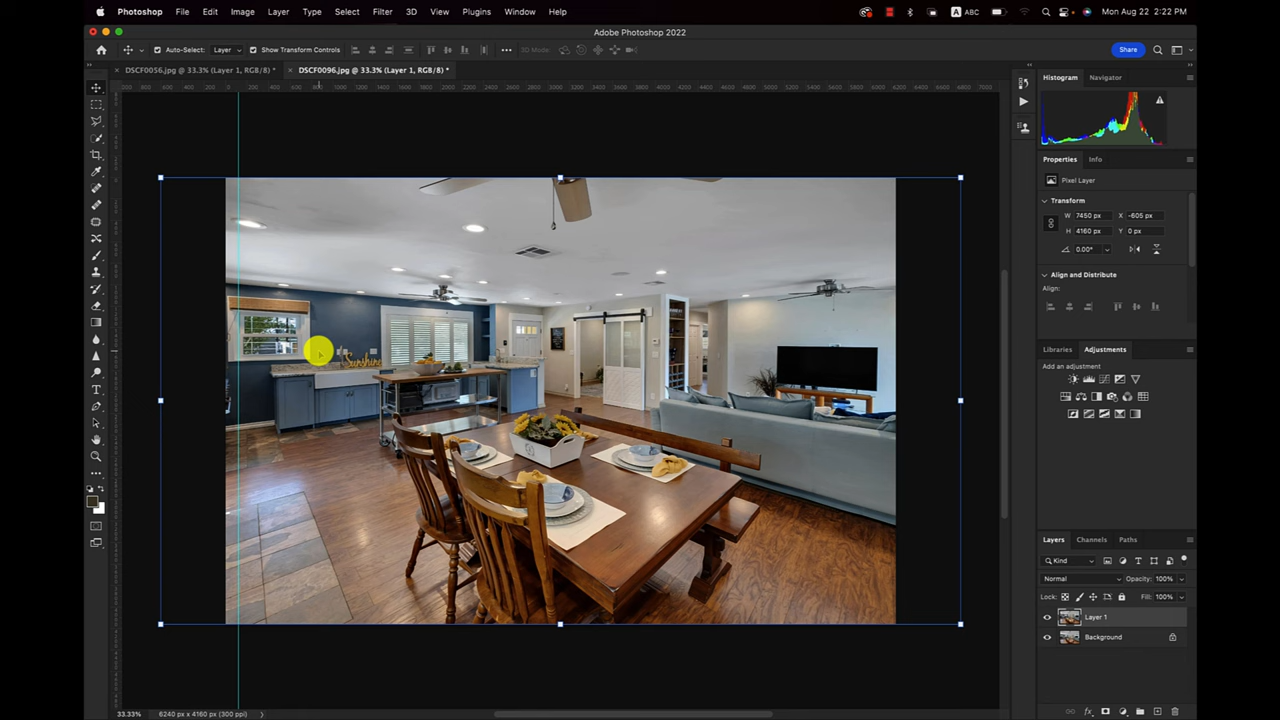 Photoshop File Edit Image Layer Type Select Filter 3D View Plugins Window Help
A ABC Mon Aug 22 2:22 PM
Adobe Photoshop 2022
Auto-Select: Layer Show Transform Controls 3D Mode: Share
DSCF0056.jpg @ 33.3% (Layer 1, RGB/8) * DSCF0096.jpg @ 33.3% (Layer 1, RGB/8) *
Histogram Navigator
Properties Info
Pixel Layer
Transform
W 7450 px X -605 px
H 4160 px Y 0 px
0.00°
Align and Distribute
Align:
Sunshine
Libraries Adjustments
Add an adjustment
Layers Channels Paths
Kind
Normal Opacity: 100%
Lock: Fill: 100%
Layer 1
Background
33.33% 6240 px x 4160 px (300 ppi)